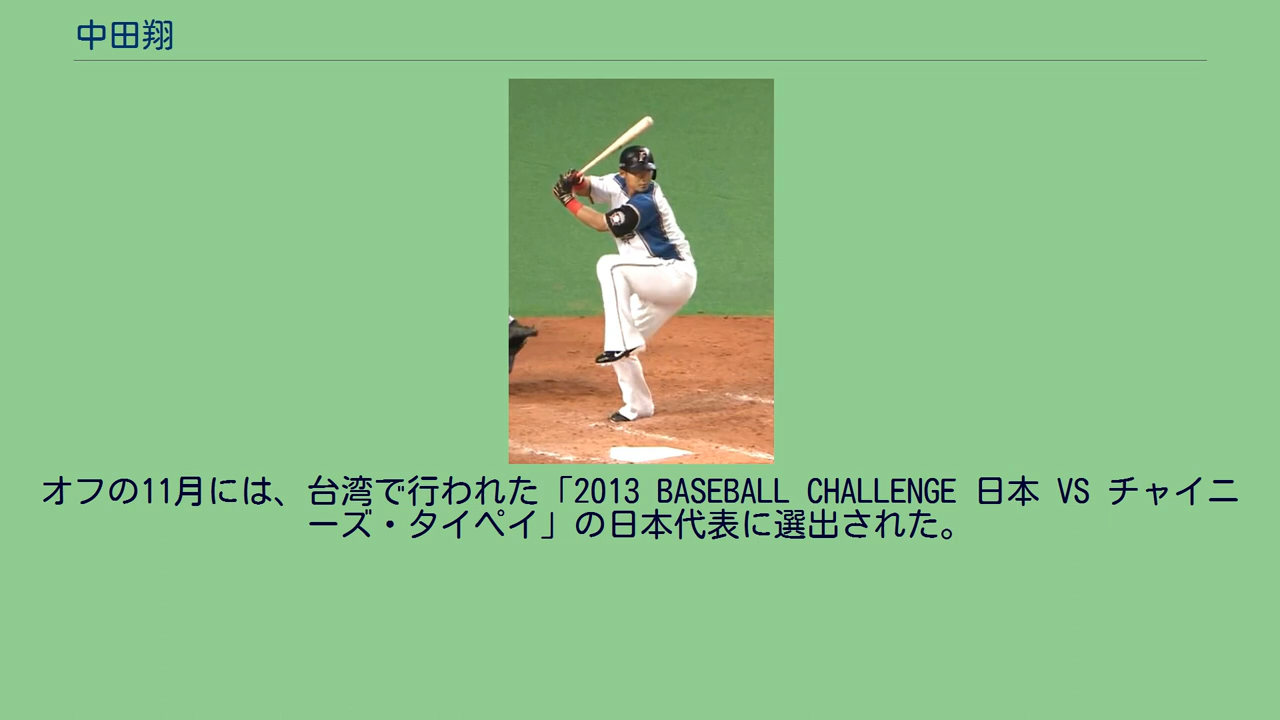 中田翔
オフの11月には、台湾で行われた「2013 BASEBALL CHALLENGE 日本 VS チャイニ
ーズ・タイペイ」の日本代表に選出された。